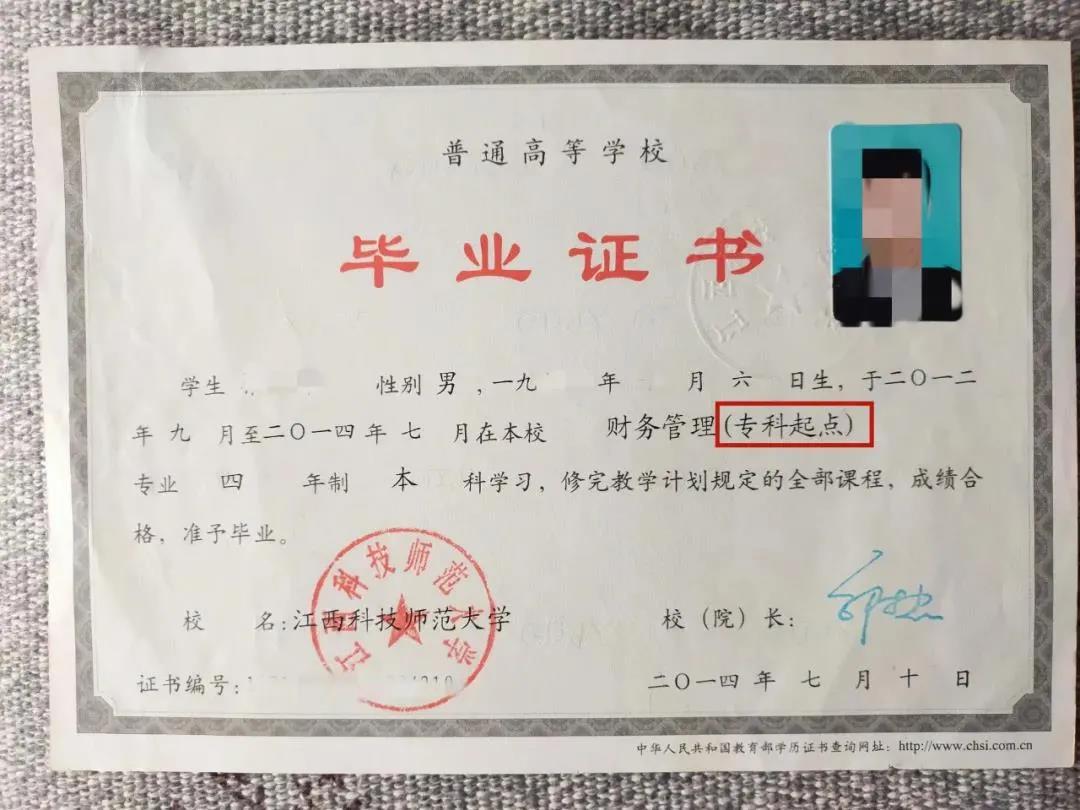 普通高等学校
毕业证书
学生 性别 男 ,一九 年 月 六 日生, 于二〇一二
年 九 月至二〇一四年 七 月在本校 财务管理(专科起点)
专业 四 年制 本 科学习, 修完教学计划规定的全部课程, 成绩合
格, 准予毕业。
江西科技师范大学
校 名:江西科技师范大学 校 (院) 长:
证书编号: 二〇一四 年 七 月 十 日
中华人民共和国教育部学历证书查询网址: http://www.chsi.com.cn